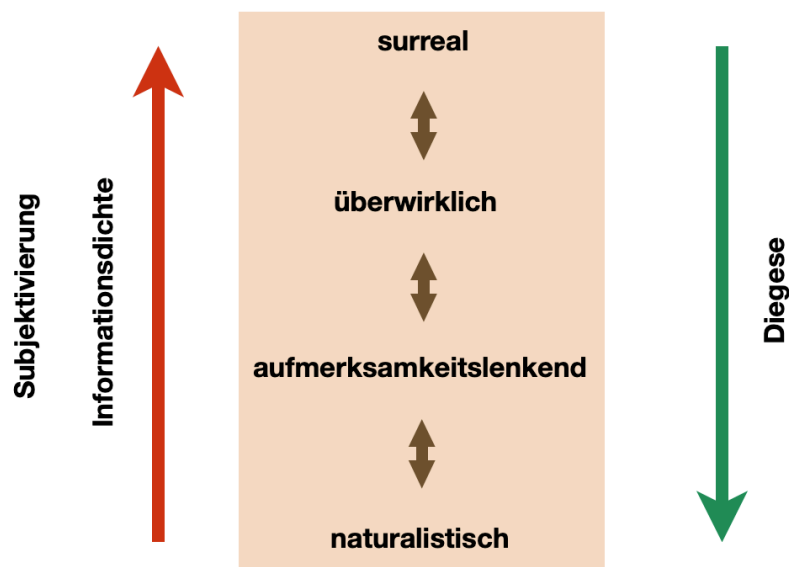 surreal
überwirklich
aufmerksamkeitslenkend
naturalistisch
Subjektivierung
Informationsdichte
Diegese